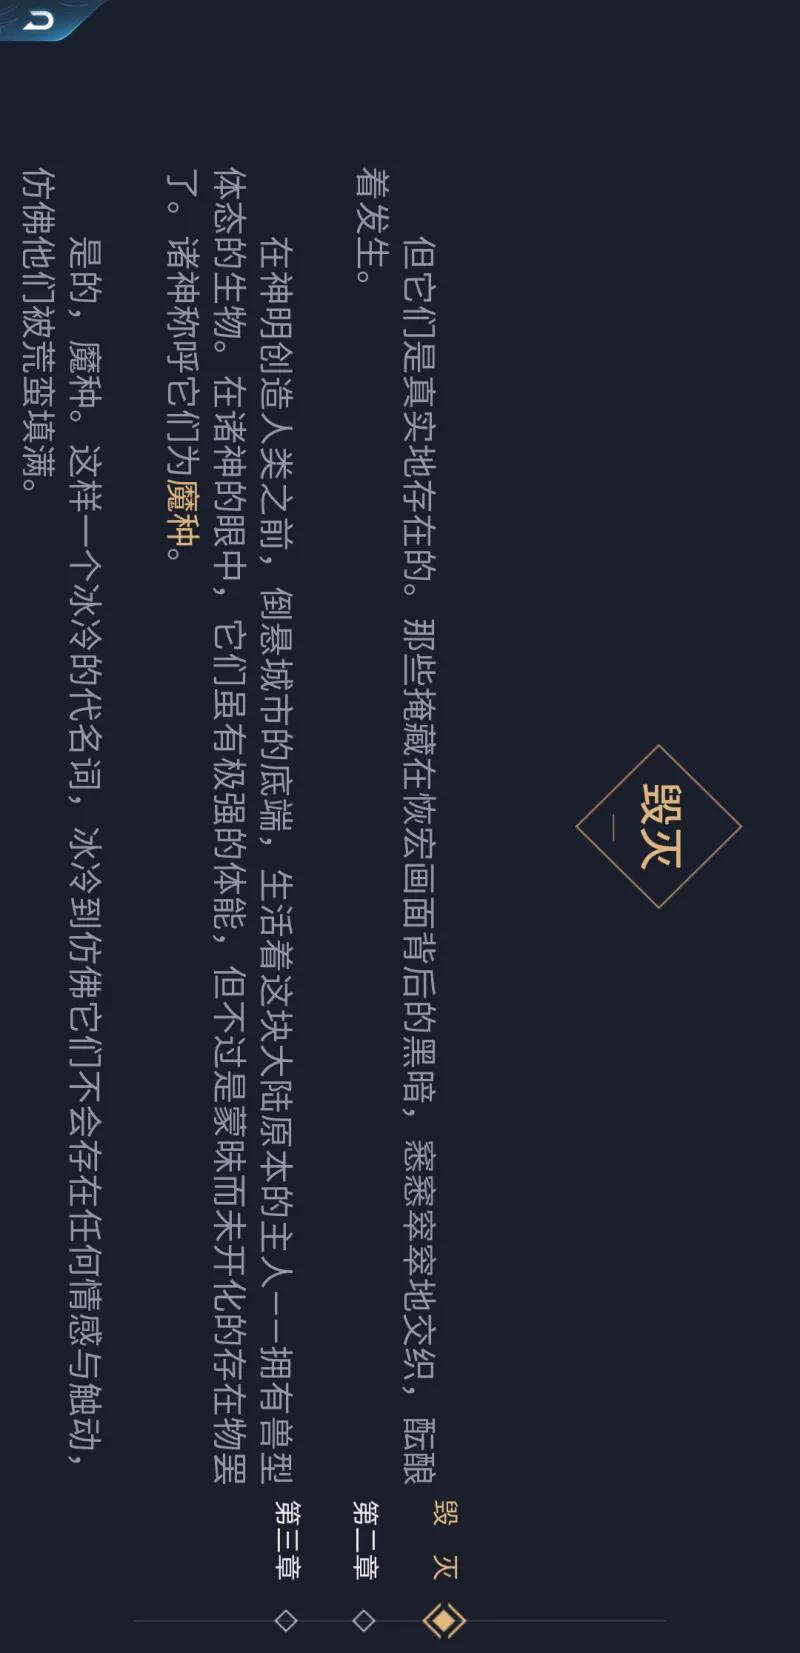 毁灭
一
但它们是真实地存在的。那些掩藏在恢宏画面背后的黑暗，窸窸窣窣地交织，酝酿
着发生。
在神明创造人类之前，倒悬城市的底端，生活着这块大陆原本的主人——拥有兽型
体态的生物。在诸神的眼中，它们虽有极强的体能，但不过是蒙昧而未开化的存在物罢
了。诸神称呼它们为魔种。
是的，魔种。这样一个冰冷的代名词，冰冷到仿佛它们不会存在任何情感与触动，
仿佛他们被荒蛮填满。
毁灭
第二章
第三章